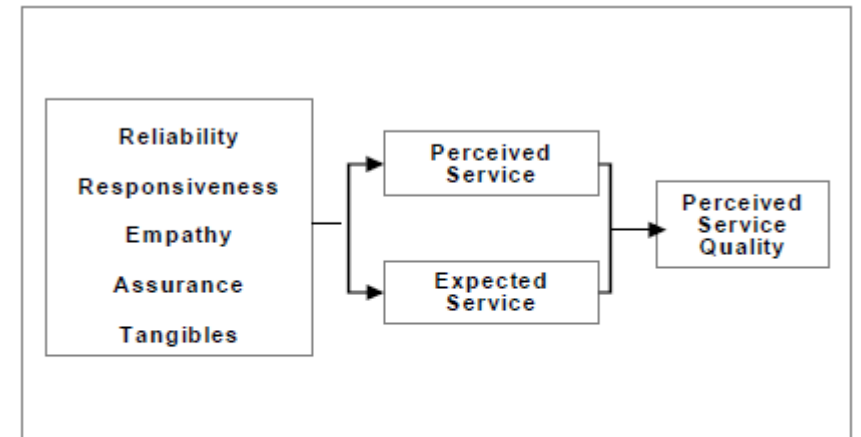 Reliability
Responsiveness
Empathy
Assurance
Tangibles
Perceived
Service
Expected
Service
Perceived
Service
Quality